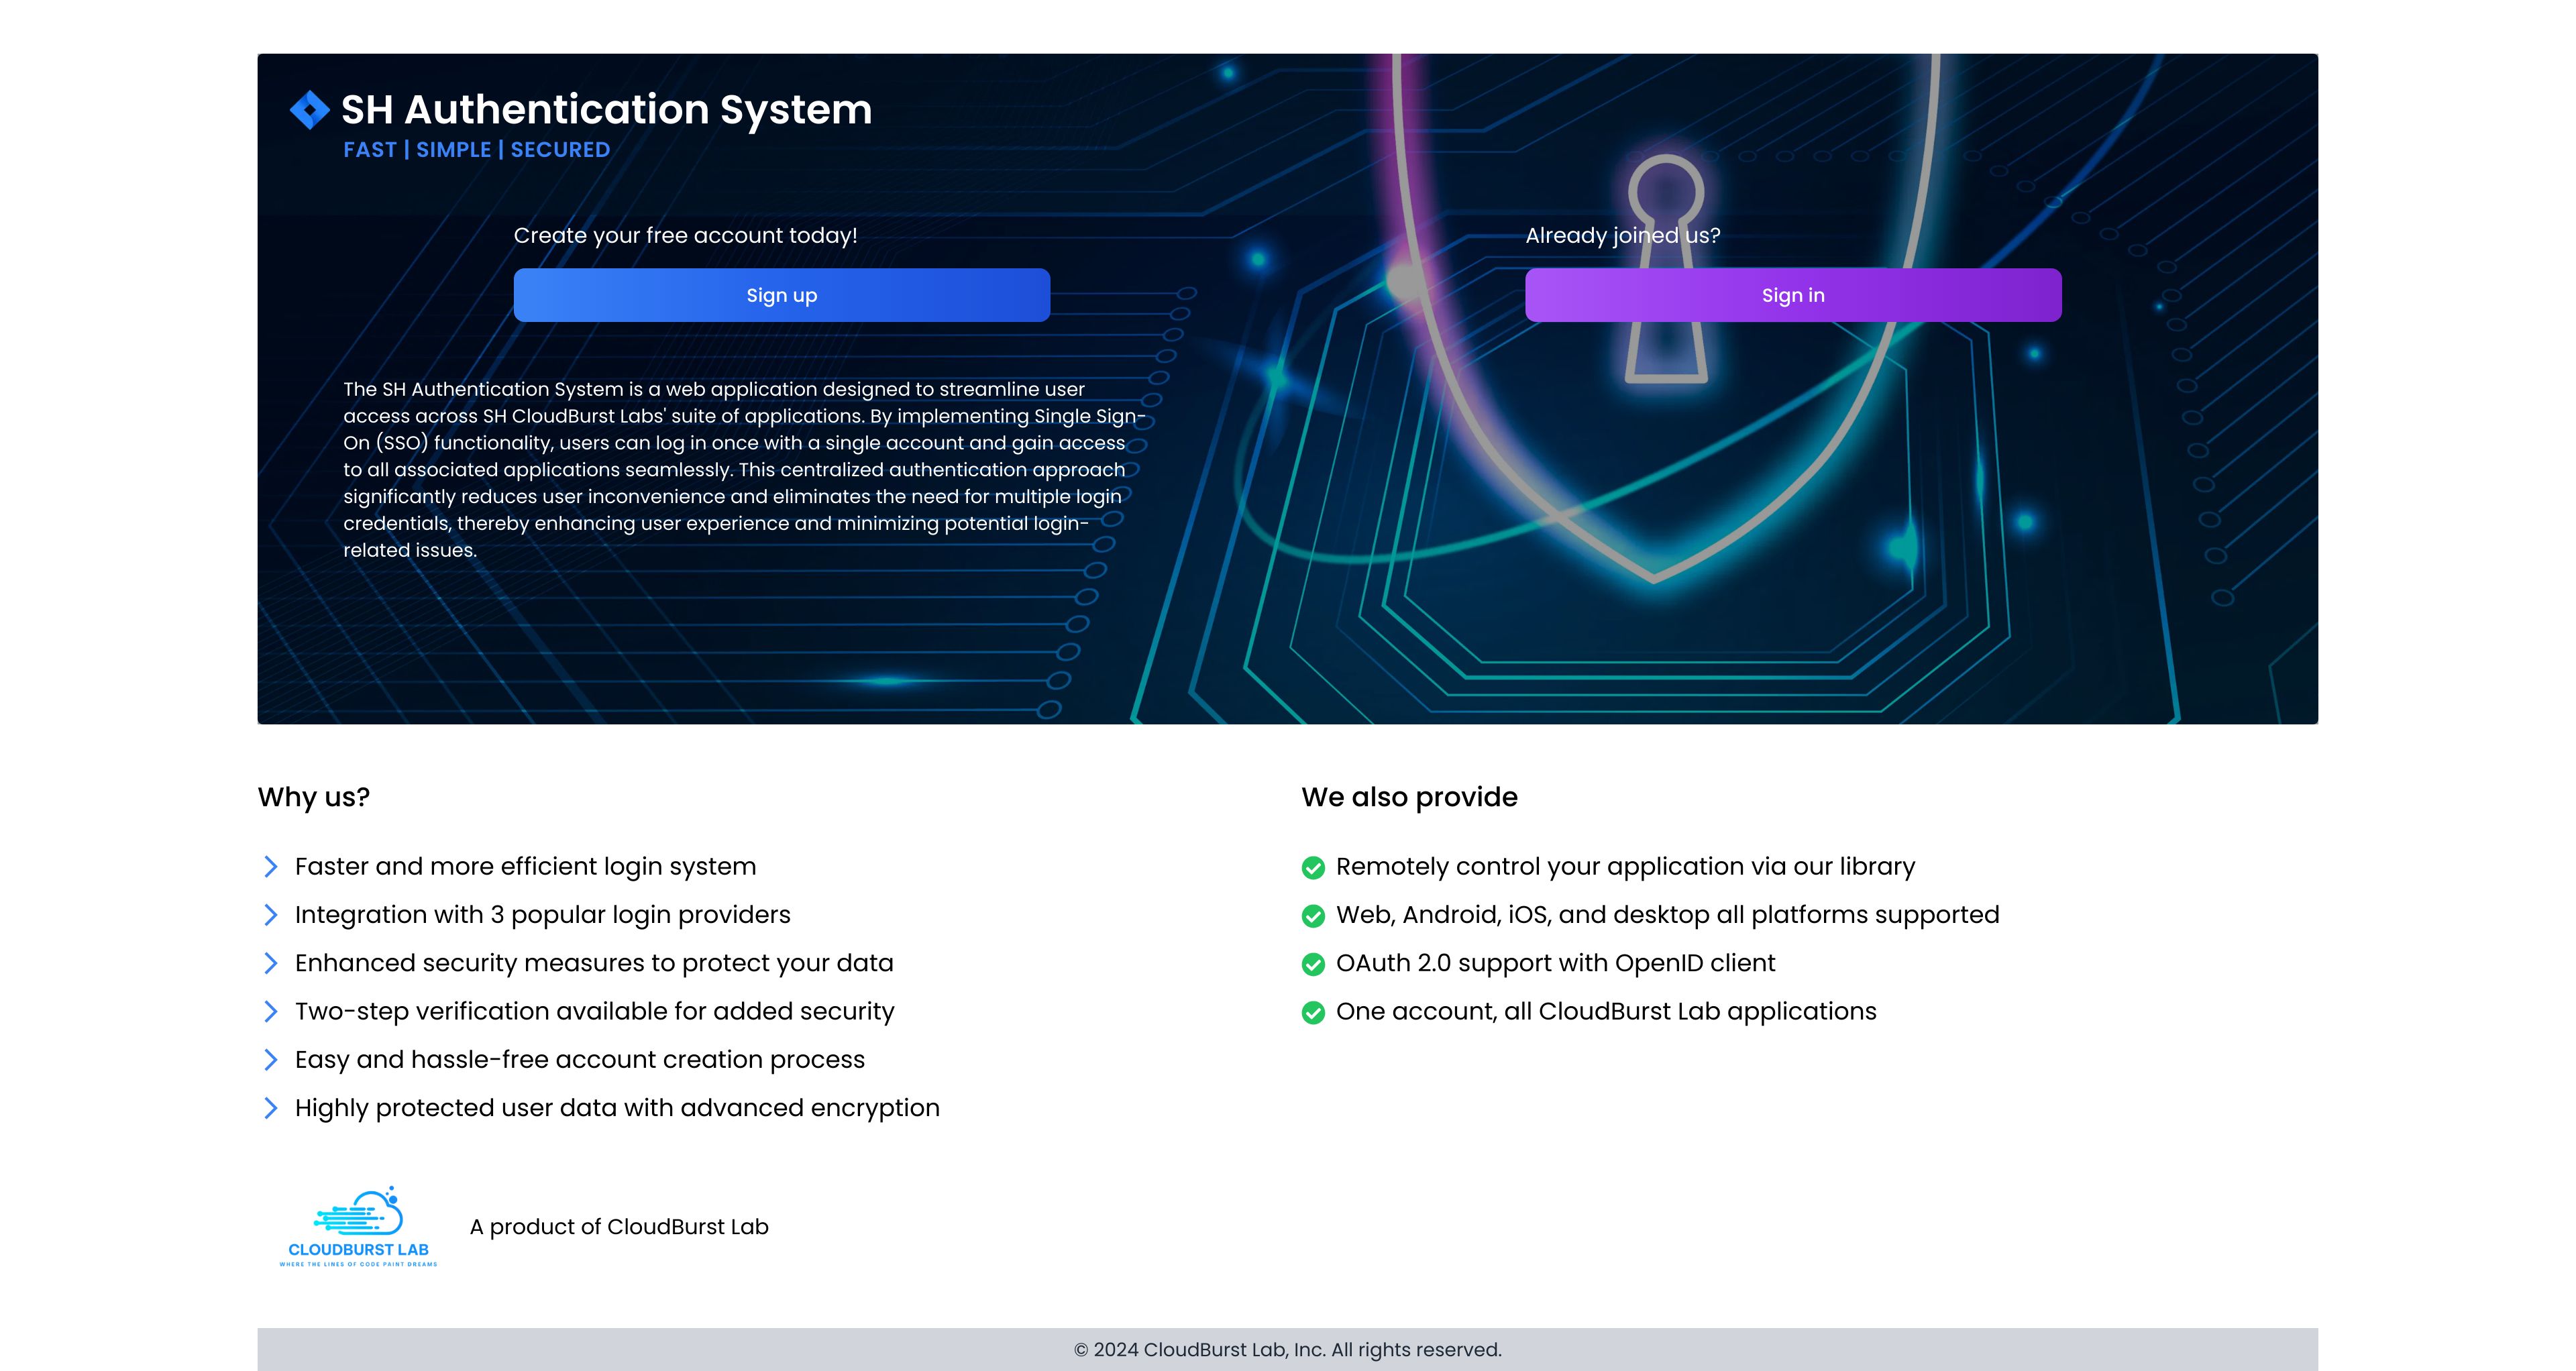 SH Authentication System
FAST | SIMPLE | SECURED
Create your free account today!
Sign up
Already joined us?
Sign in
The SH Authentication System is a web application designed to streamline user
access across SH CloudBurst Labs' suite of applications. By implementing Single Sign-
On (SSO) functionality, users can log in once with a single account and gain access
to all associated applications seamlessly. This centralized authentication approach
significantly reduces user inconvenience and eliminates the need for multiple login
credentials, thereby enhancing user experience and minimizing potential login-
related issues.
Why us?
Faster and more efficient login system
Integration with 3 popular login providers
Enhanced security measures to protect your data
Two-step verification available for added security
Easy and hassle-free account creation process
Highly protected user data with advanced encryption
We also provide
Remotely control your application via our library
Web, Android, iOS, and desktop all platforms supported
OAuth 2.0 support with OpenID client
One account, all CloudBurst Lab applications
CLOUDBURST LAB
WHERE THE LINES OF CODE PAINT DREAMS
A product of CloudBurst Lab
© 2024 CloudBurst Lab, Inc. All rights reserved.